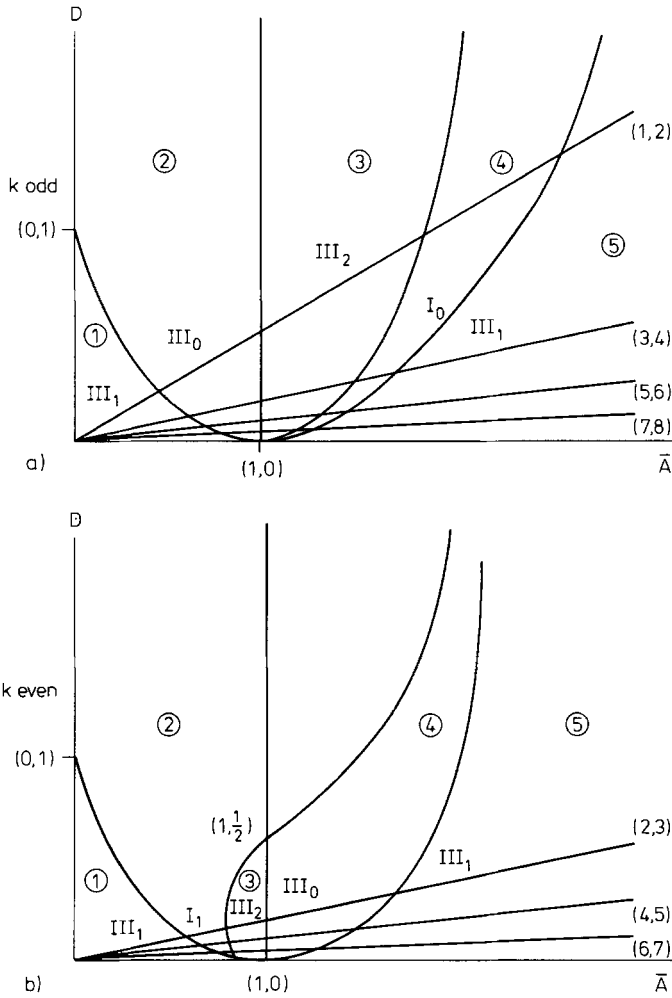 D
②
③
④
(1,2)
k odd
(0,1)
III₂
⑤
①
III₀
I₀
III₁
(3,4)
III₁
(5,6)
(7,8)
a)
(1,0)
Ā
D
k even
②
④
⑤
(0,1)
(1,½)
(2,3)
①
③
III₀
III₁
III₁
I₁
III₂
(4,5)
(6,7)
b)
(1,0)
Ā